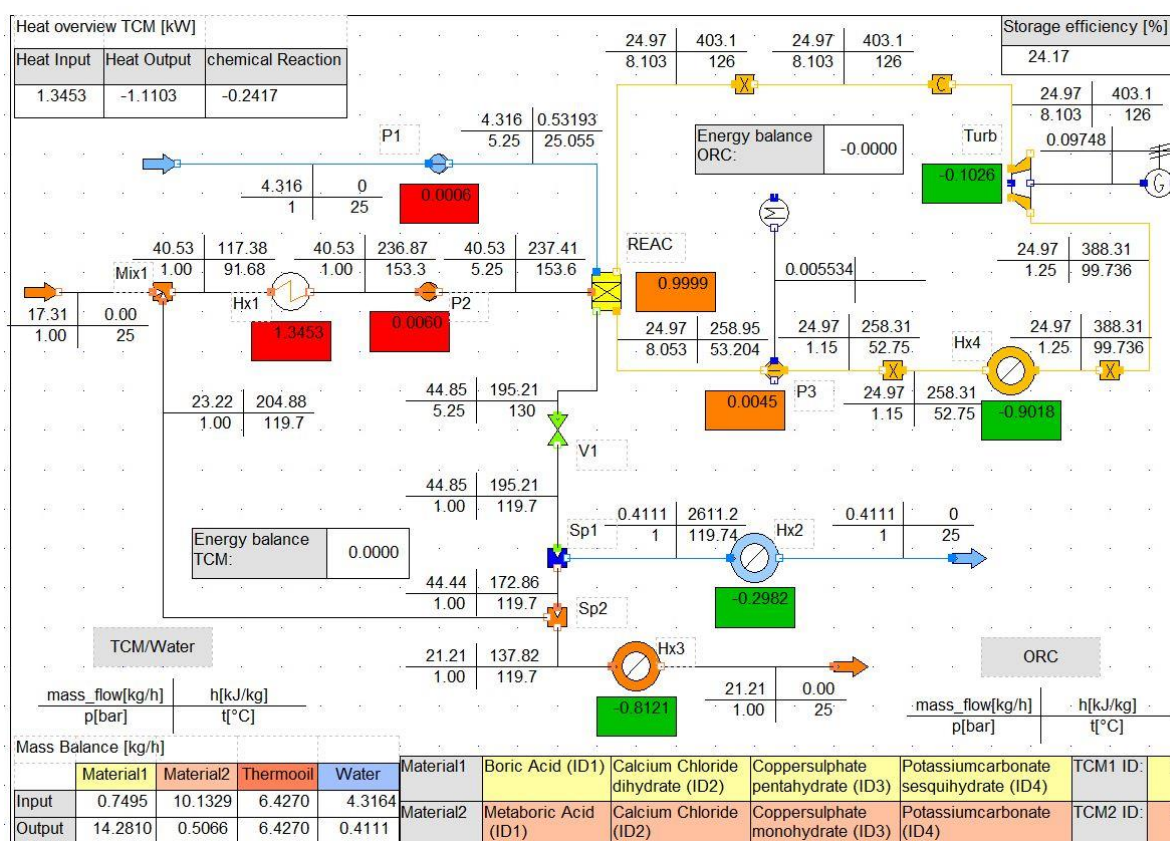 Heat overview TCM [kW]
Heat Input Heat Output chemical Reaction
1.3453 -1.1103 -0.2417
Storage efficiency [%]
24.17
24.97 403.1
8.103 126
24.97 403.1
8.103 126
24.97 403.1
8.103 126
P1
4.316 0.53193
5.25 25.055
Energy balance
ORC:
-0.0000
Turb
0.09748
G
-0.1026
4.316 0
1 25
0.0006
X
C
M
40.53 117.38
1.00 91.68
40.53 236.87
1.00 153.3
40.53 237.41
5.25 153.6
REAC
24.97 388.31
1.25 99.736
Mix1
Hx1
P2
0.9999
0.005534
17.31 0.00
1.00 25
1.3453
0.0060
24.97 258.95
8.053 53.204
24.97 258.31
1.15 52.75
Hx4
24.97 388.31
1.25 99.736
X
X
23.22 204.88
1.00 119.7
44.85 195.21
5.25 130
0.0045
P3
24.97 258.31
1.15 52.75
-0.9018
V1
44.85 195.21
1.00 119.7
Energy balance
TCM:
0.0000
Sp1
0.4111 2611.2
1 119.74
Hx2
0.4111 0
1 25
44.44 172.86
1.00 119.7
-0.2982
Sp2
TCM/Water
21.21 137.82
1.00 119.7
Hx3
ORC
mass_flow[kg/h] h[kJ/kg]
p[bar] t[°C]
-0.8121
21.21 0.00
1.00 25
mass_flow[kg/h] h[kJ/kg]
p[bar] t[°C]
Mass Balance [kg/h]
Material1 Material2 Thermooil Water
Input 0.7495 10.1329 6.4270 4.3164
Output 14.2810 0.5066 6.4270 0.4111
Material1 Boric Acid (ID1) Calcium Chloride dihydrate (ID2) Coppersulphate pentahydrate (ID3) Potassiumcarbonate sesquihydrate (ID4) TCM1 ID:
Material2 Metaboric Acid (ID1) Calcium Chloride (ID2) Coppersulphate monohydrate (ID3) Potassiumcarbonate (ID4) TCM2 ID: